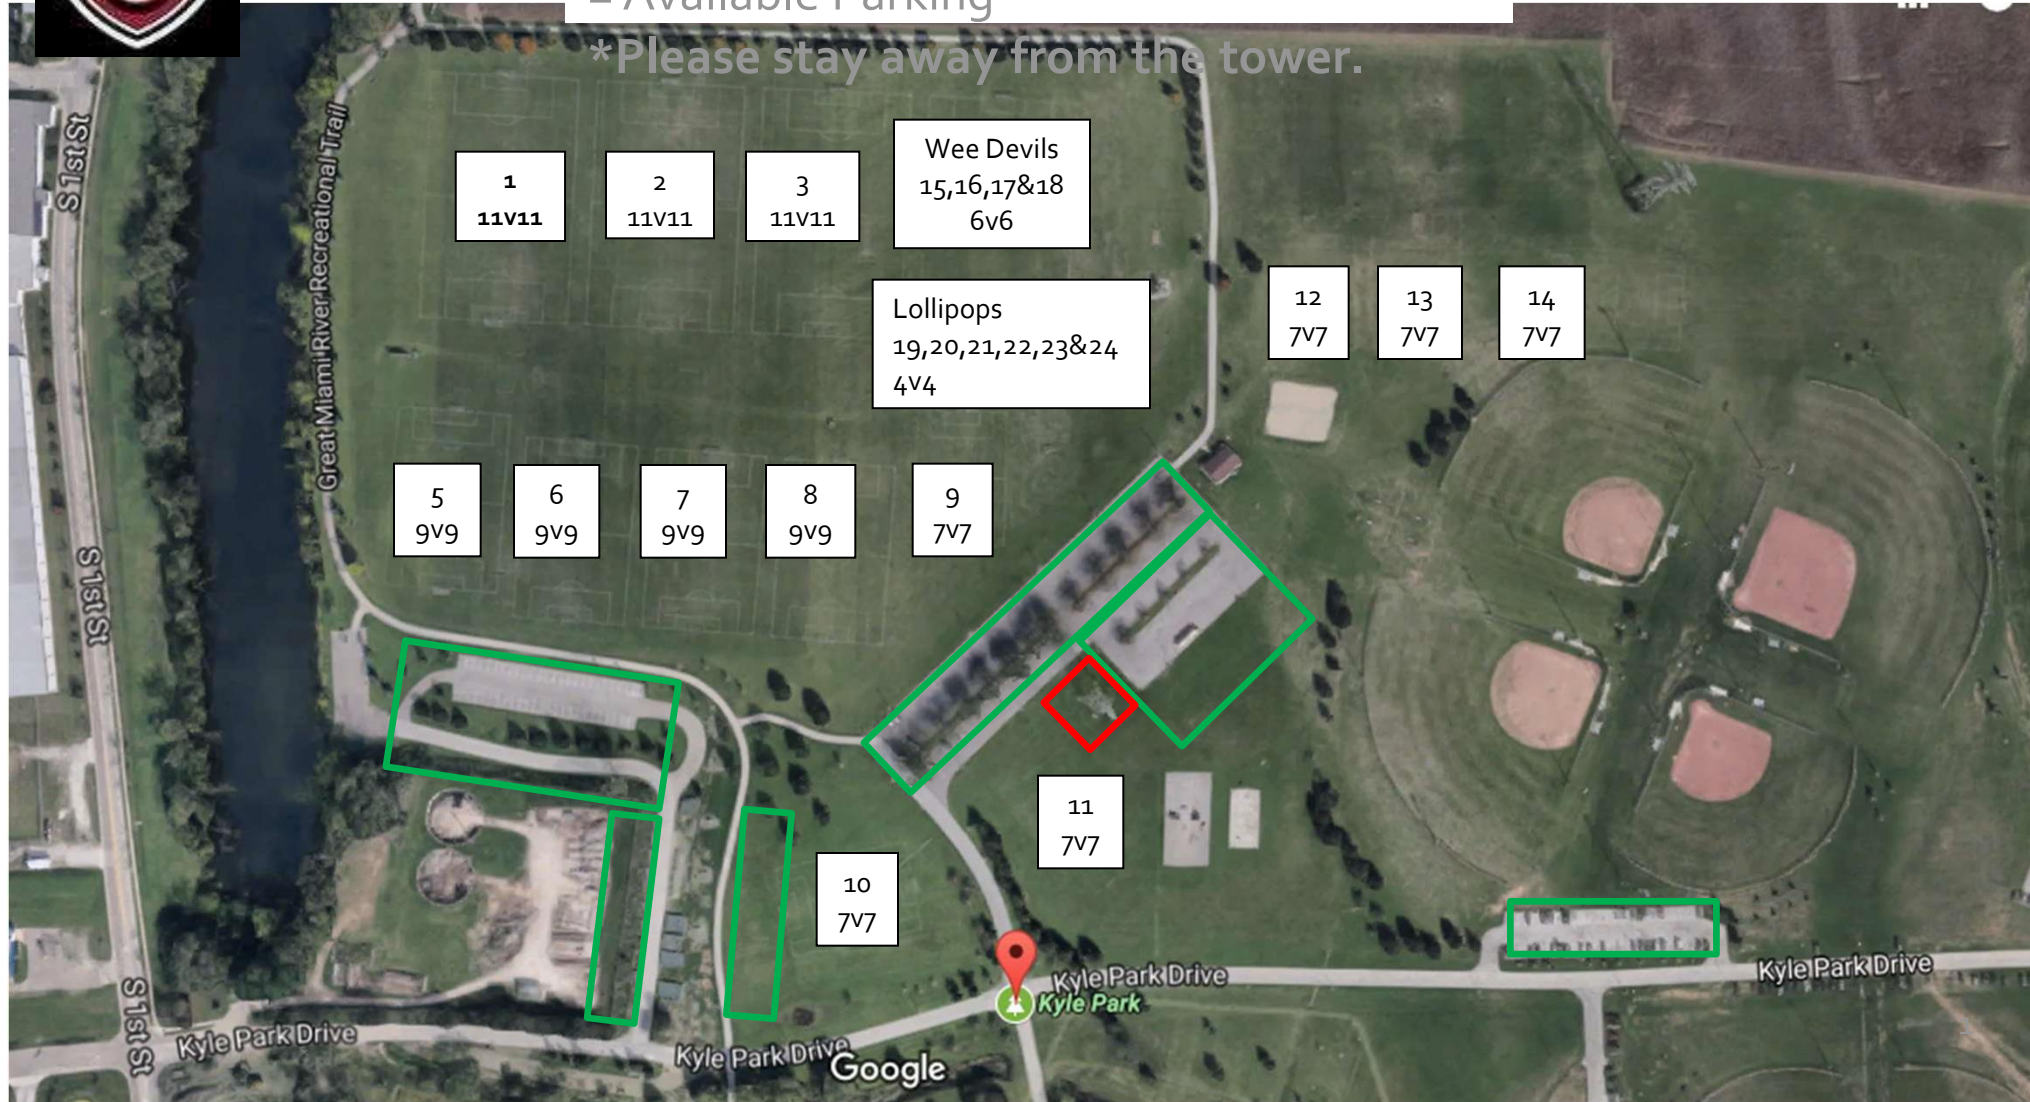 = Available Parking
*Please stay away from the tower.
S 1st St
Great Miami River Recreational Trail
1
11v11
2
11v11
3
11v11
Wee Devils
15,16,17&18
6v6
Lollipops
19,20,21,22,23&24
4v4
12
7v7
13
7v7
14
7v7
5
9v9
6
9v9
7
9v9
8
9v9
9
7v7
S 1st St
11
7v7
10
7v7
Kyle Park Drive
Kyle Park
Kyle Park Drive
S 1st St
Kyle Park Drive
Kyle Park Drive
Google